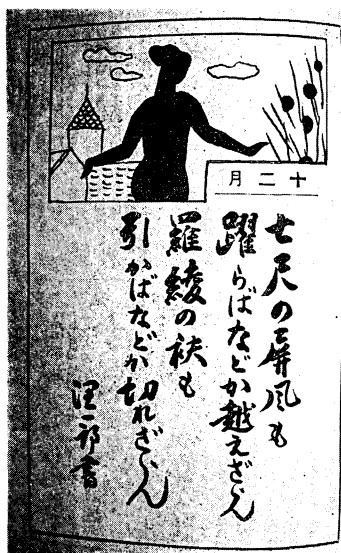 十二月
七尺の屏風も
躍らばなどか越えざらん
羅綾の袂も
引かばなどか切れざらん
潤一郎書